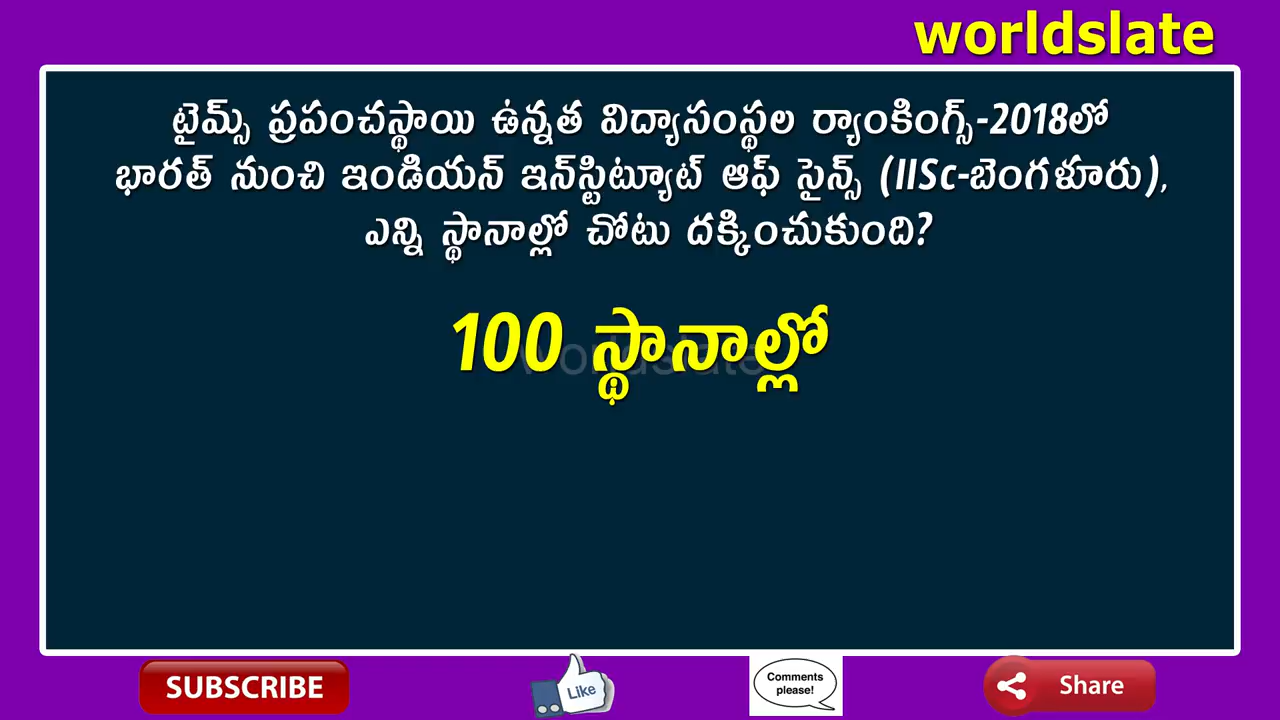 worldslate
టైమ్స్ ప్రపంచస్థాయి ఉన్నత విద్యాసంస్థల ర్యాంకింగ్స్-2018లో
భారత్ నుంచి ఇండియన్ ఇన్‌స్టిట్యూట్ ఆఫ్ సైన్స్ (IISc-బెంగళూరు),
ఎన్ని స్థానాల్లో చోటు దక్కించుకుంది?
100 స్థానాల్లో
worldslate
SUBSCRIBE
Like
Comments
please!
Share